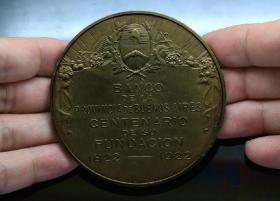 BANCO
DE LA
PROVINCIA DE BUENOS AIRES
CENTENARIO
DE SU
FUNDACION
1822 — 1922